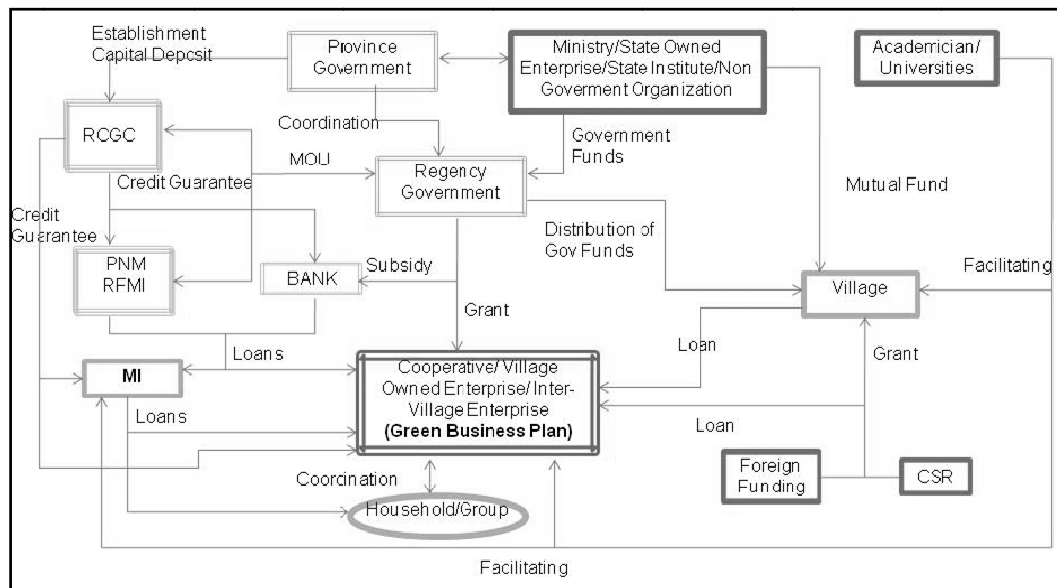 Establishment
Capital Deposit
Province
Government
Ministry/State Owned
Enterprise/State Institute/Non
Goverment Organization
Academician/
Universities
RCGC
Coordination
Government
Funds
MOU
Regency
Government
Credit Guarantee
Mutual Fund
Credit
Guarantee
Distribution of
Gov Funds
PNM
RFMI
BANK
Subsidy
Facilitating
Village
Grant
Loans
Loan
Grant
MI
Cooperative/ Village
Owned Enterprise/ Inter-
Village Enterprise
(Green Business Plan)
Loans
Loan
Foreign
Funding
CSR
Coordination
Household/Group
Facilitating